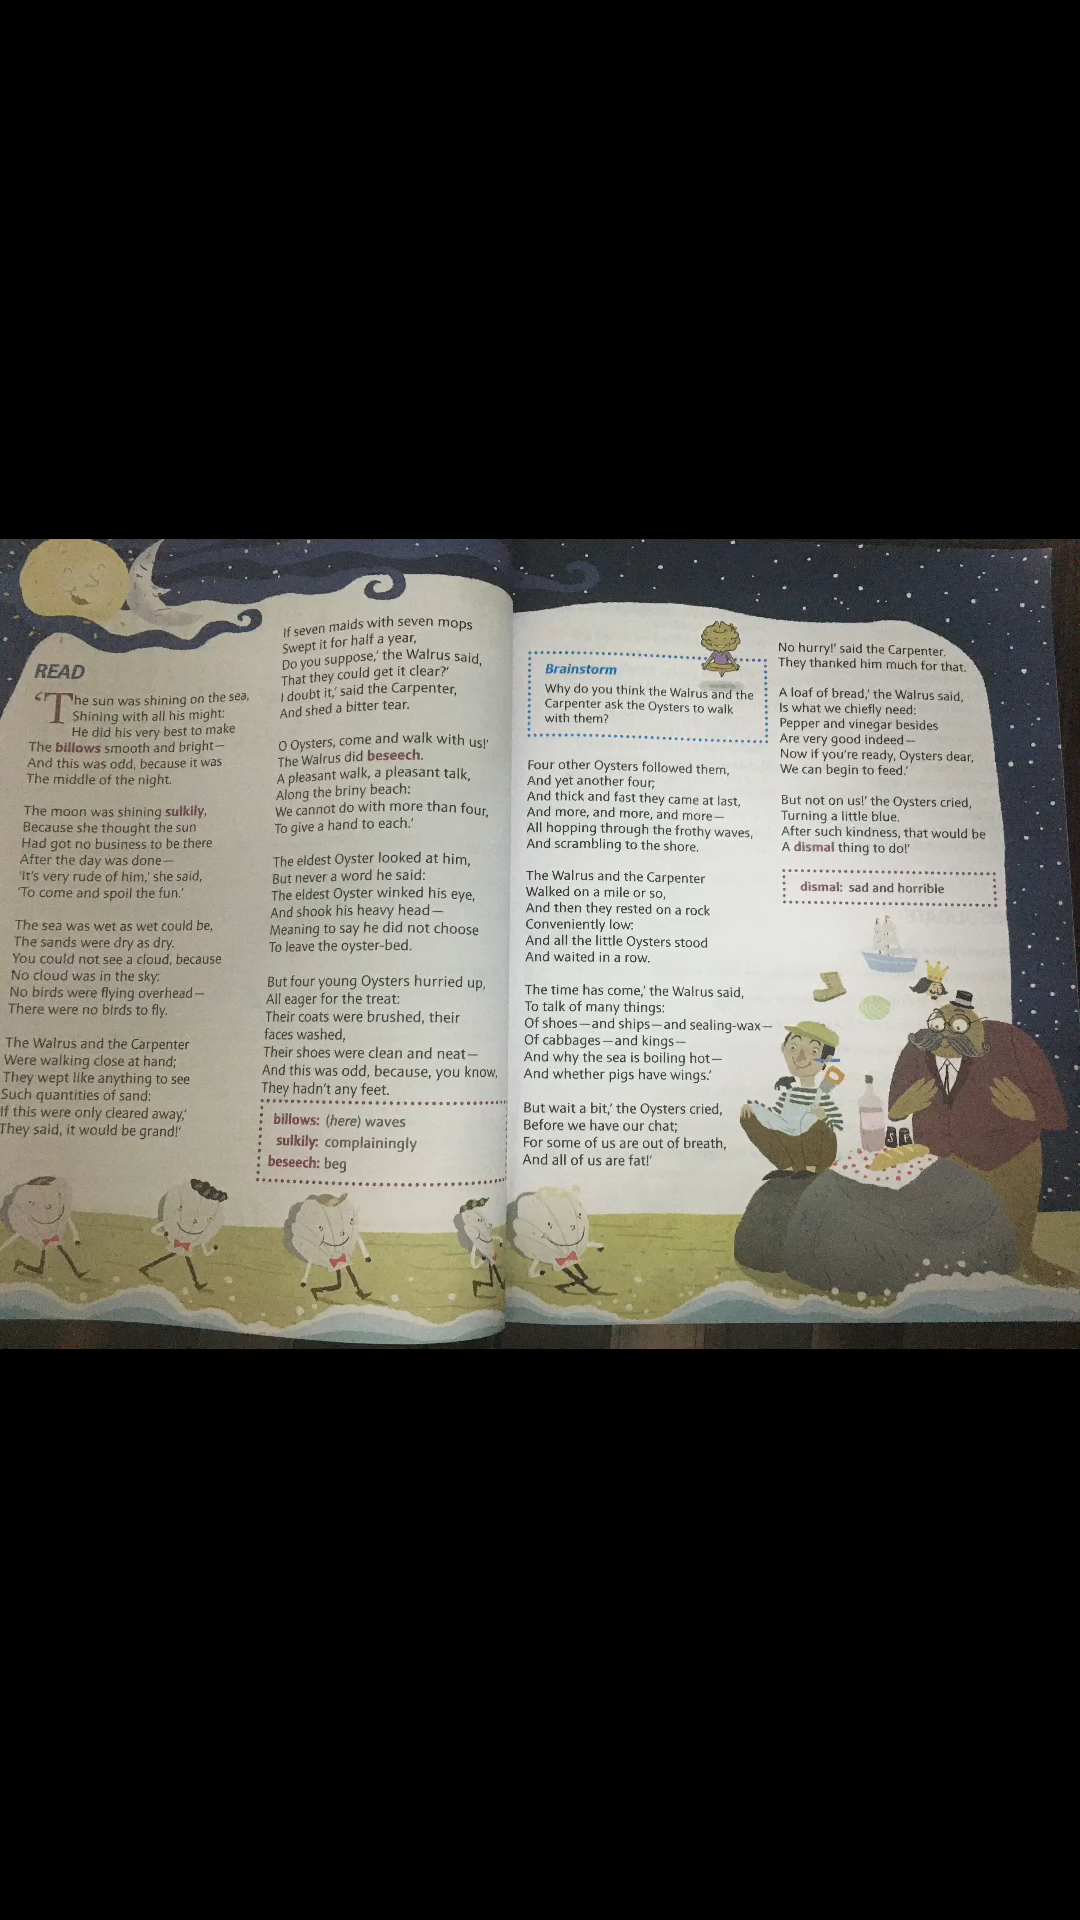 READ
‘The sun was shining on the sea,
Shining with all his might:
He did his very best to make
The billows smooth and bright—
And this was odd, because it was
The middle of the night.
The moon was shining sulkily,
Because she thought the sun
Had got no business to be there
After the day was done—
‘It’s very rude of him,’ she said,
‘To come and spoil the fun.’
The sea was wet as wet could be,
The sands were dry as dry.
You could not see a cloud, because
No cloud was in the sky:
No birds were flying overhead—
There were no birds to fly.
The Walrus and the Carpenter
Were walking close at hand;
They wept like anything to see
Such quantities of sand:
If this were only cleared away,’
They said, it would be grand!’
If seven maids with seven mops
Swept it for half a year,
Do you suppose,’ the Walrus said,
That they could get it clear?’
I doubt it,’ said the Carpenter,
And shed a bitter tear.
O Oysters, come and walk with us!’
The Walrus did beseech.
A pleasant walk, a pleasant talk,
Along the briny beach:
We cannot do with more than four,
To give a hand to each.’
The eldest Oyster looked at him,
But never a word he said:
The eldest Oyster winked his eye,
And shook his heavy head—
Meaning to say he did not choose
To leave the oyster-bed.
But four young Oysters hurried up,
All eager for the treat:
Their coats were brushed, their
faces washed,
Their shoes were clean and neat—
And this was odd, because, you know,
They hadn’t any feet.
billows: (here) waves
sulkily: complainingly
beseech: beg
Brainstorm
Why do you think the Walrus and the
Carpenter ask the Oysters to walk
with them?
Four other Oysters followed them,
And yet another four;
And thick and fast they came at last,
And more, and more, and more—
All hopping through the frothy waves,
And scrambling to the shore.
The Walrus and the Carpenter
Walked on a mile or so,
And then they rested on a rock
Conveniently low:
And all the little Oysters stood
And waited in a row.
The time has come,’ the Walrus said,
To talk of many things:
Of shoes—and ships—and sealing-wax—
Of cabbages—and kings—
And why the sea is boiling hot—
And whether pigs have wings.’
But wait a bit,’ the Oysters cried,
Before we have our chat;
For some of us are out of breath,
And all of us are fat!’
No hurry!’ said the Carpenter.
They thanked him much for that.
A loaf of bread,’ the Walrus said,
Is what we chiefly need:
Pepper and vinegar besides
Are very good indeed—
Now if you’re ready, Oysters dear,
We can begin to feed.’
But not on us!’ the Oysters cried,
Turning a little blue.
After such kindness, that would be
A dismal thing to do!’
dismal: sad and horrible